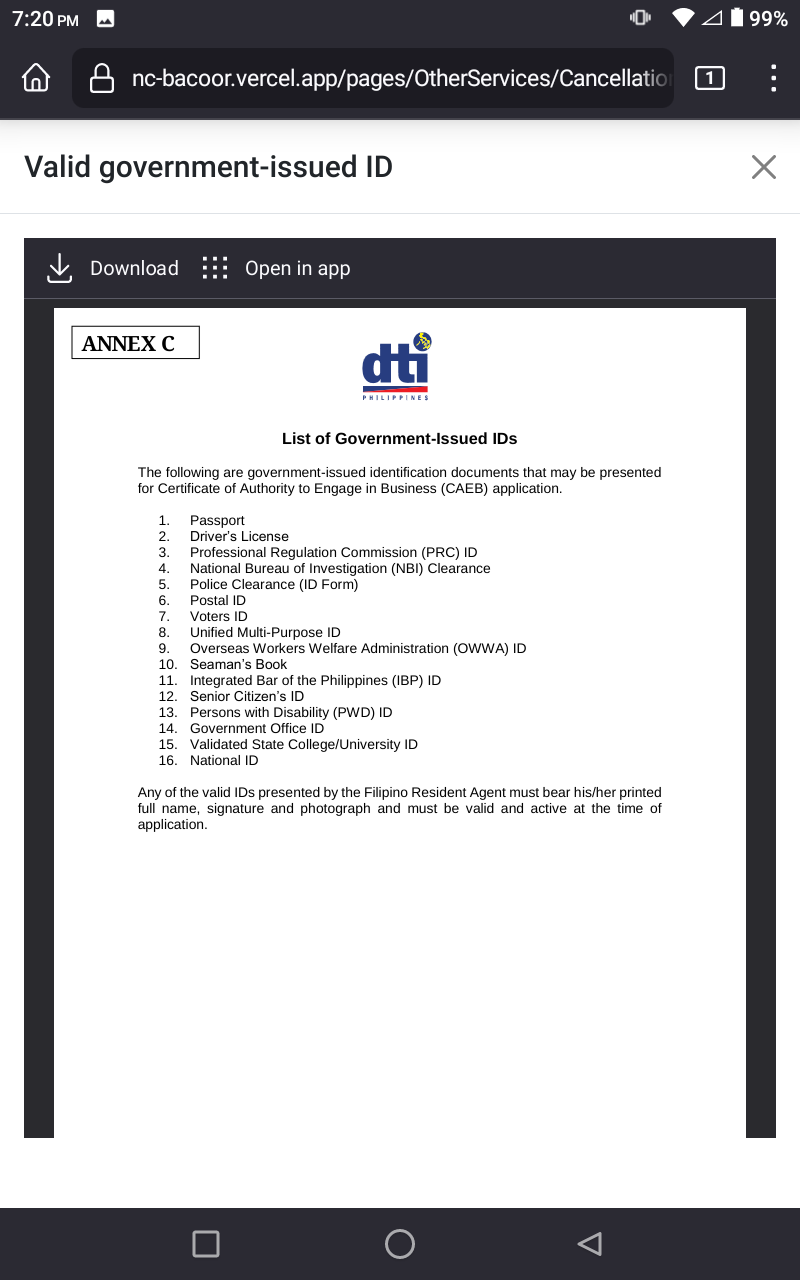 7:20 PM
99%
nc-bacoor.vercel.app/pages/OtherServices/Cancellatio
1
Valid government-issued ID
Download
Open in app
ANNEX C
dti
PHILIPPINES
List of Government-Issued IDs
The following are government-issued identification documents that may be presented
for Certificate of Authority to Engage in Business (CAEB) application.
1. Passport
2. Driver's License
3. Professional Regulation Commission (PRC) ID
4. National Bureau of Investigation (NBI) Clearance
5. Police Clearance (ID Form)
6. Postal ID
7. Voters ID
8. Unified Multi-Purpose ID
9. Overseas Workers Welfare Administration (OWWA) ID
10. Seaman's Book
11. Integrated Bar of the Philippines (IBP) ID
12. Senior Citizen's ID
13. Persons with Disability (PWD) ID
14. Government Office ID
15. Validated State College/University ID
16. National ID
Any of the valid IDs presented by the Filipino Resident Agent must bear his/her printed
full name, signature and photograph and must be valid and active at the time of
application.